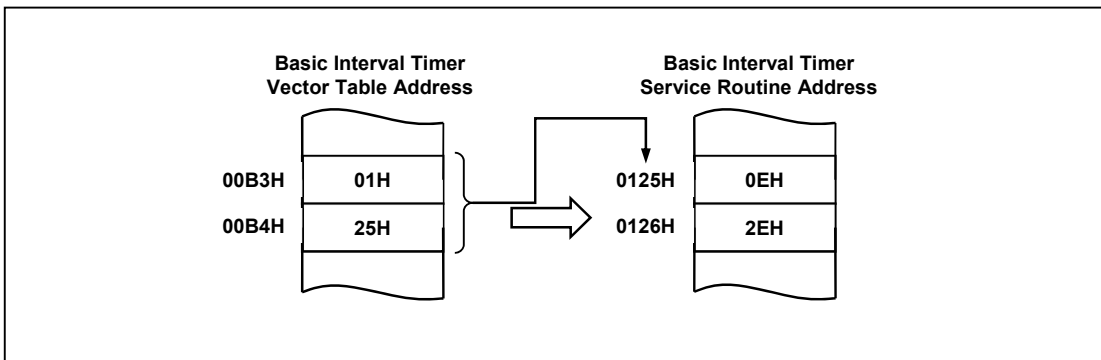 Basic Interval Timer
Vector Table Address
Basic Interval Timer
Service Routine Address
00B3H 01H 0125H 0EH
00B4H 25H 0126H 2EH